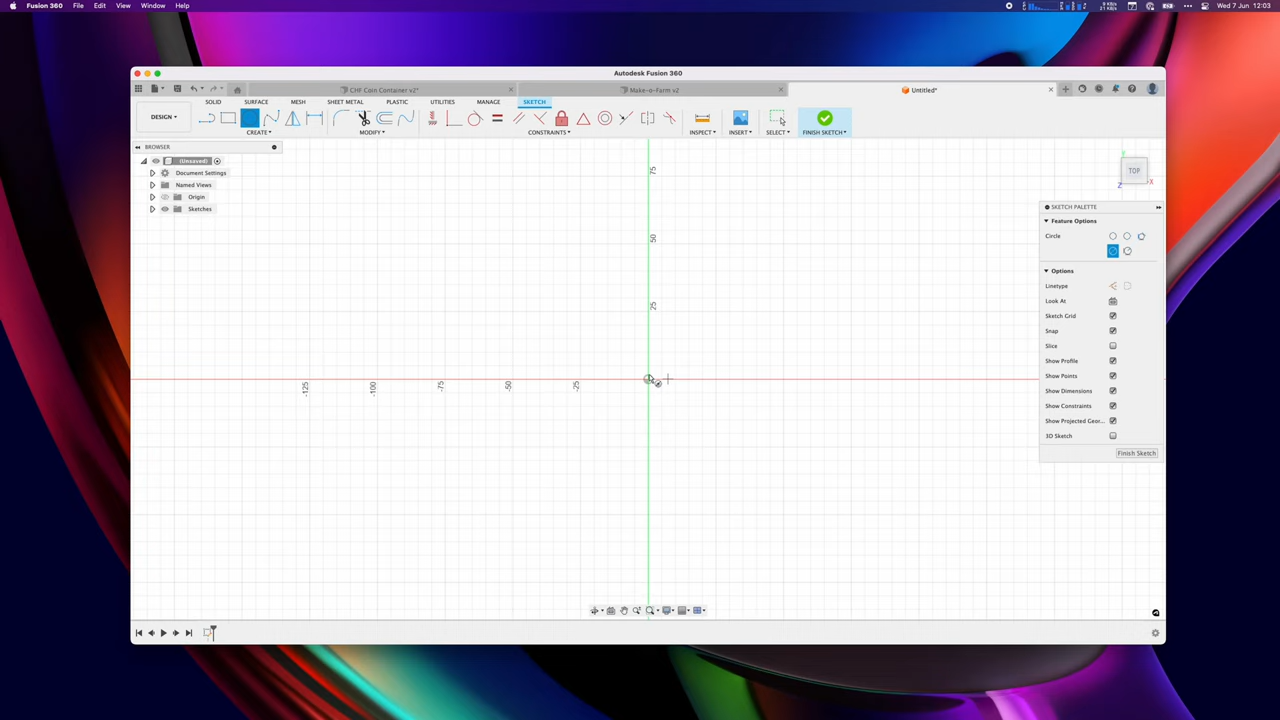 Fusion 360 File Edit View Window Help
Wed 7 Jun 12:03
Autodesk Fusion 360
CHF Coin Container v2* Make-o-Farm v2 Untitled*
SOLID SURFACE MESH SHEET METAL PLASTIC UTILITIES MANAGE SKETCH
DESIGN
CREATE MODIFY CONSTRAINTS INSPECT INSERT SELECT FINISH SKETCH
BROWSER
(Unsaved)
Document Settings
Named Views
Origin
Sketches
TOP
X
Z
SKETCH PALETTE
Feature Options
Circle
Options
Linetype
Look At
Sketch Grid
Snap
Slice
Show Profile
Show Points
Show Dimensions
Show Constraints
Show Projected Geor...
3D Sketch
Finish Sketch
75
50
25
-125 -100 -75 -50 -25